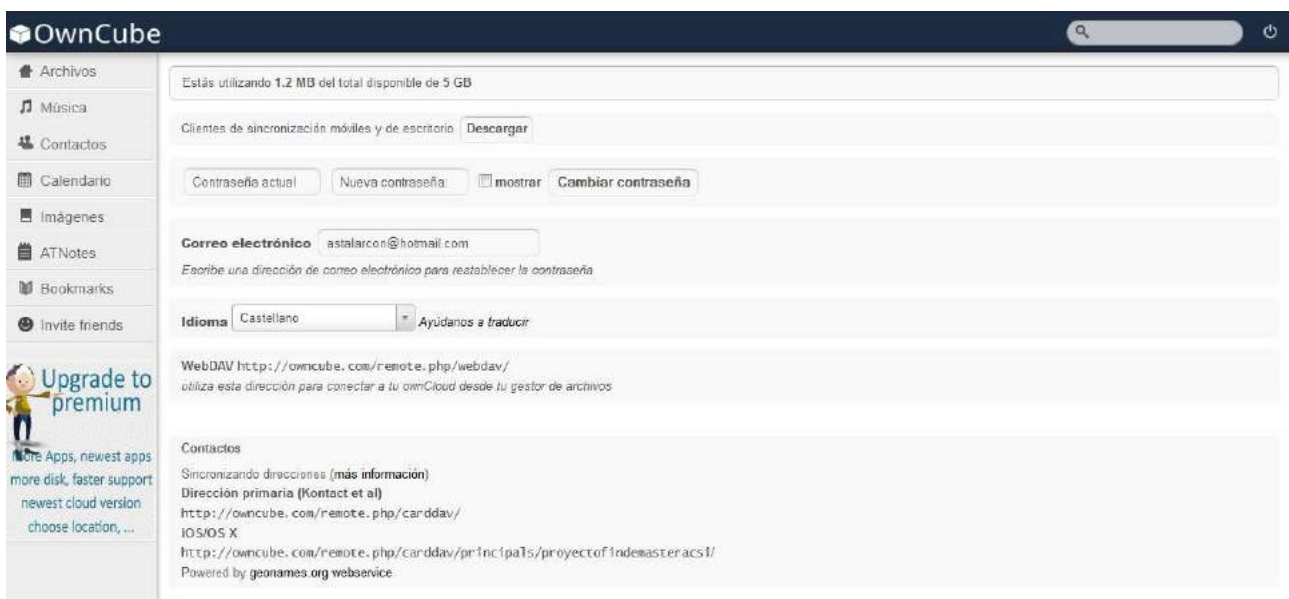 OwnCube
Archivos
Música
Contactos
Calendario
Imágenes
ATNotes
Bookmarks
Invite friends
Upgrade to
premium
More Apps, newest apps
more disk, faster support
newest cloud version
choose location, ...
Estás utilizando 1.2 MB del total disponible de 5 GB
Clientes de sincronización móviles y de escritorio Descargar
Contraseña actual Nueva contraseña: mostrar Cambiar contraseña
Correo electrónico astalarcon@hotmail.com
Escribe una dirección de correo electrónico para restablecer la contraseña
Idioma Castellano Ayúdanos a traducir
WebDAV http://owncube.com/remote.php/webdav/
utiliza esta dirección para conectar a tu ownCloud desde tu gestor de archivos
Contactos
Sincronizando direcciones (más información)
Dirección primaria (Kontact et al)
http://owncube.com/remote.php/carddav/
iOS/OS X
http://owncube.com/remote.php/carddav/principals/proyectofindemasteracsi/
Powered by geonames.org webservice